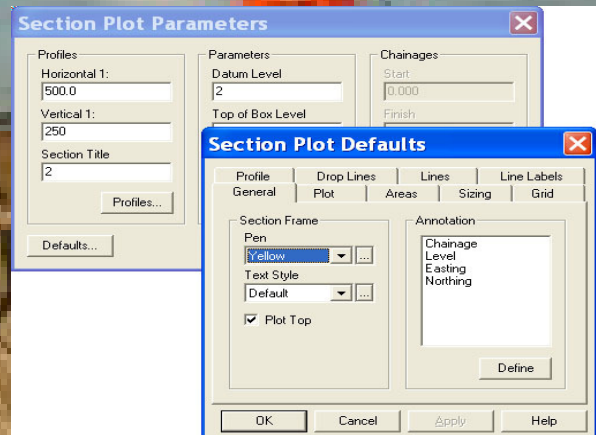 Section Plot Parameters
Profiles
Horizontal 1:
500.0
Vertical 1:
250
Section Title
2
Profiles...
Defaults...
Parameters
Datum Level
2
Top of Box Level
Chainages
Start
0.000
Finish
Section Plot Defaults
Profile Drop Lines Lines Line Labels
General Plot Areas Sizing Grid
Section Frame
Pen
Yellow ...
Text Style
Default ...
Plot Top
Annotation
Chainage
Level
Easting
Northing
Define
OK Cancel Apply Help